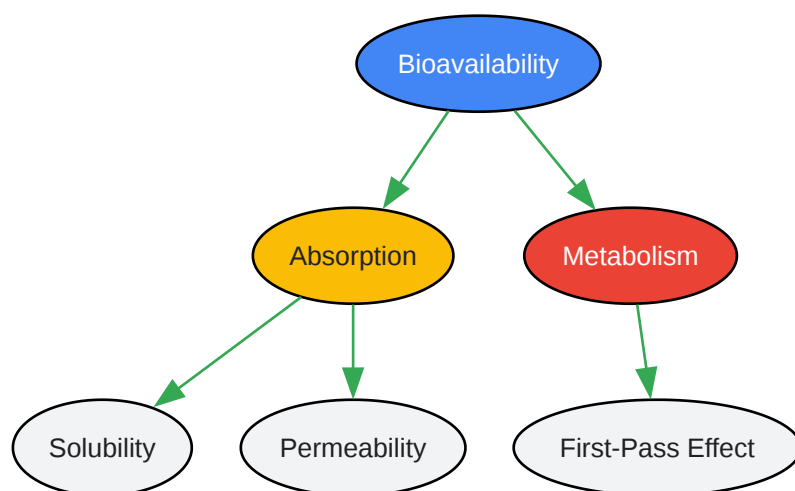 Bioavailability
Absorption
Metabolism
Solubility
Permeability
First-Pass Effect